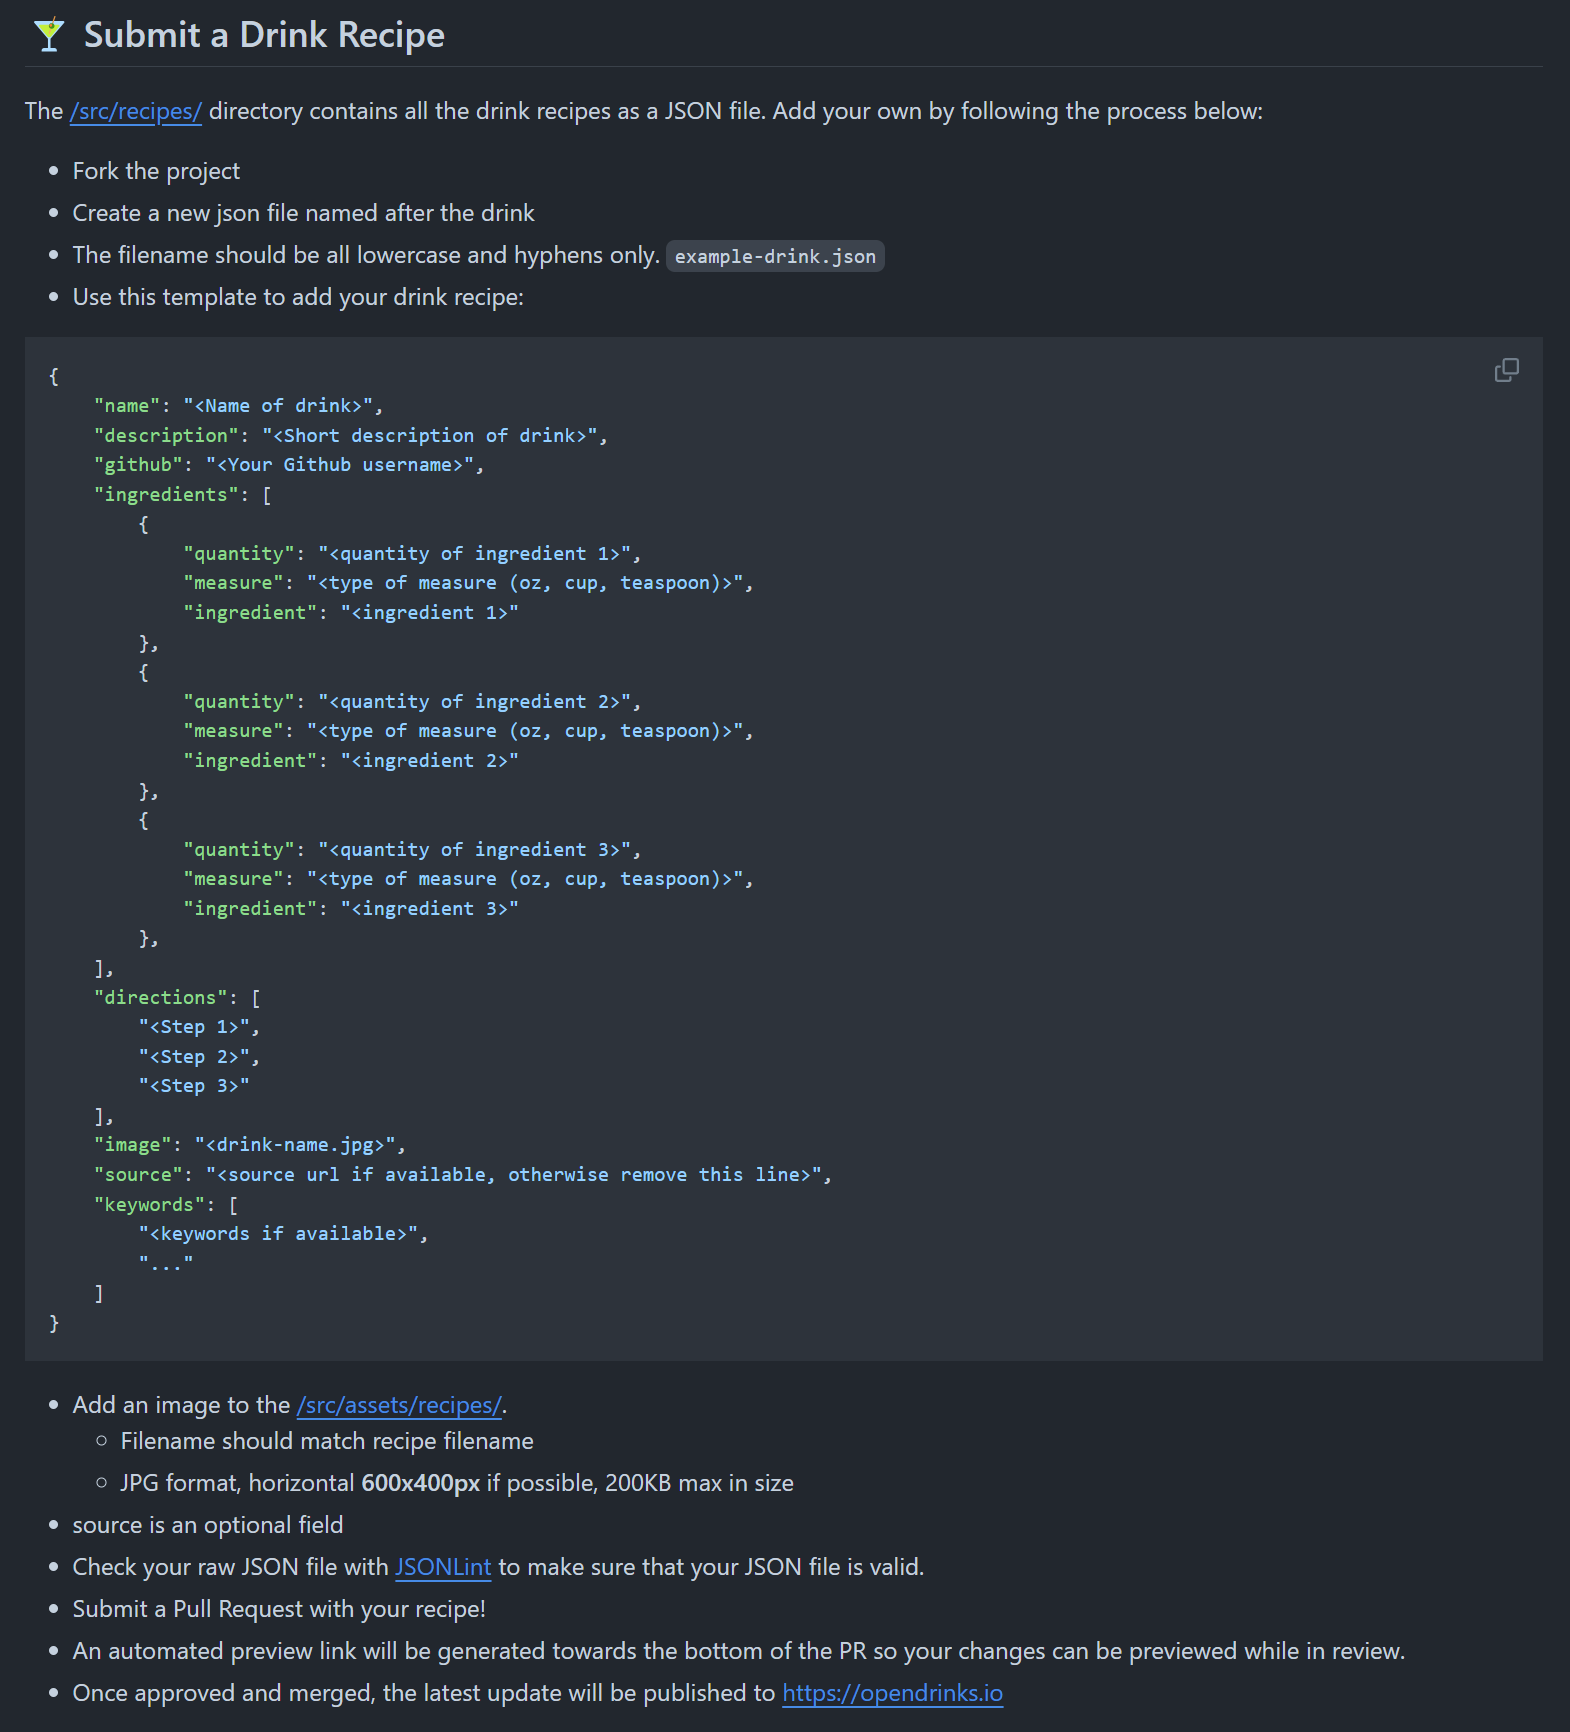 Submit a Drink Recipe
The /src/recipes/ directory contains all the drink recipes as a JSON file. Add your own by following the process below:
Fork the project
Create a new json file named after the drink
The filename should be all lowercase and hyphens only. example-drink.json
Use this template to add your drink recipe:
{
    "name": "<Name of drink>",
    "description": "<Short description of drink>",
    "github": "<Your Github username>",
    "ingredients": [
        {
            "quantity": "<quantity of ingredient 1>",
            "measure": "<type of measure (oz, cup, teaspoon)>",
            "ingredient": "<ingredient 1>"
        },
        {
            "quantity": "<quantity of ingredient 2>",
            "measure": "<type of measure (oz, cup, teaspoon)>",
            "ingredient": "<ingredient 2>"
        },
        {
            "quantity": "<quantity of ingredient 3>",
            "measure": "<type of measure (oz, cup, teaspoon)>",
            "ingredient": "<ingredient 3>"
        },
    ],
    "directions": [
        "<Step 1>",
        "<Step 2>",
        "<Step 3>"
    ],
    "image": "<drink-name.jpg>",
    "source": "<source url if available, otherwise remove this line>",
    "keywords": [
        "<keywords if available>",
        "..."
    ]
}
Add an image to the /src/assets/recipes/.
Filename should match recipe filename
JPG format, horizontal 600x400px if possible, 200KB max in size
source is an optional field
Check your raw JSON file with JSONLint to make sure that your JSON file is valid.
Submit a Pull Request with your recipe!
An automated preview link will be generated towards the bottom of the PR so your changes can be previewed while in review.
Once approved and merged, the latest update will be published to https://opendrinks.io